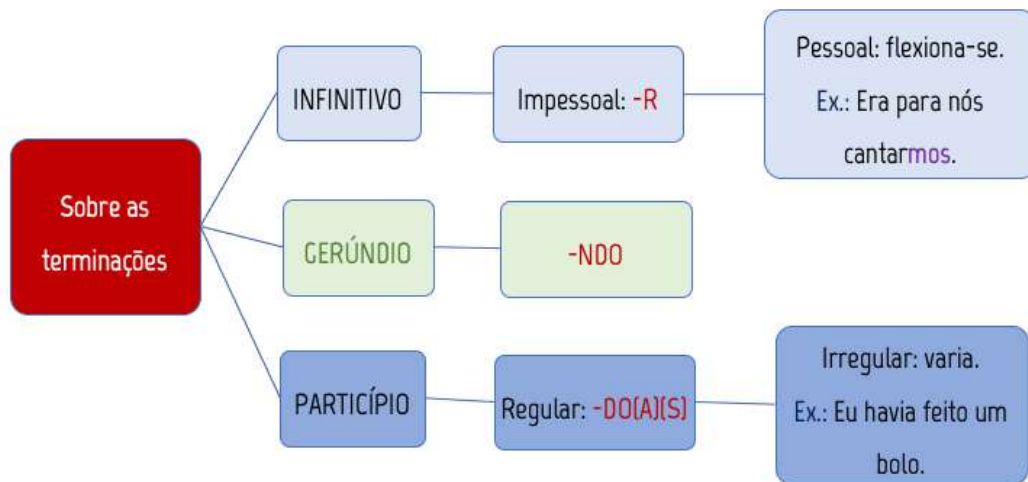 Sobre as
terminações
INFINITIVO
Impessoal: -R
Pessoal: flexiona-se.
Ex.: Era para nós
cantarmos.
GERÚNDIO
-NDO
PARTICÍPIO
Regular: -DO(A)(S)
Irregular: varia.
Ex.: Eu havia feito um
bolo.